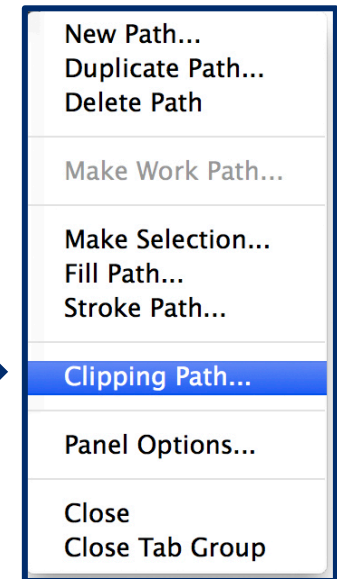 New Path...
Duplicate Path...
Delete Path
Make Work Path...
Make Selection...
Fill Path...
Stroke Path...
Clipping Path...
Panel Options...
Close
Close Tab Group